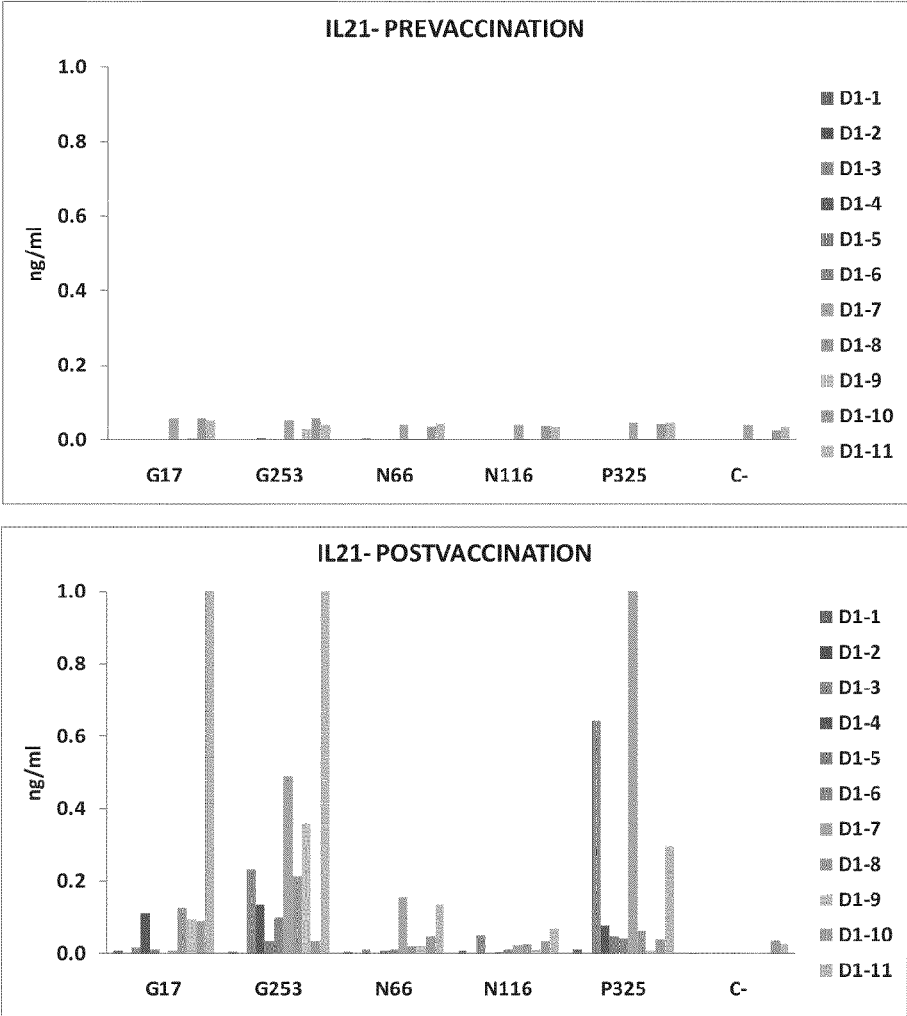 IL21- PREVACCINATION
1.0
0.8
0.6
0.4
0.2
0.0
ng/ml
G17 G253 N66 N116 P325 C-
D1-1
D1-2
D1-3
D1-4
D1-5
D1-6
D1-7
D1-8
D1-9
D1-10
D1-11
IL21- POSTVACCINATION
1.0
0.8
0.6
0.4
0.2
0.0
ng/ml
G17 G253 N66 N116 P325 C-
D1-1
D1-2
D1-3
D1-4
D1-5
D1-6
D1-7
D1-8
D1-9
D1-10
D1-11